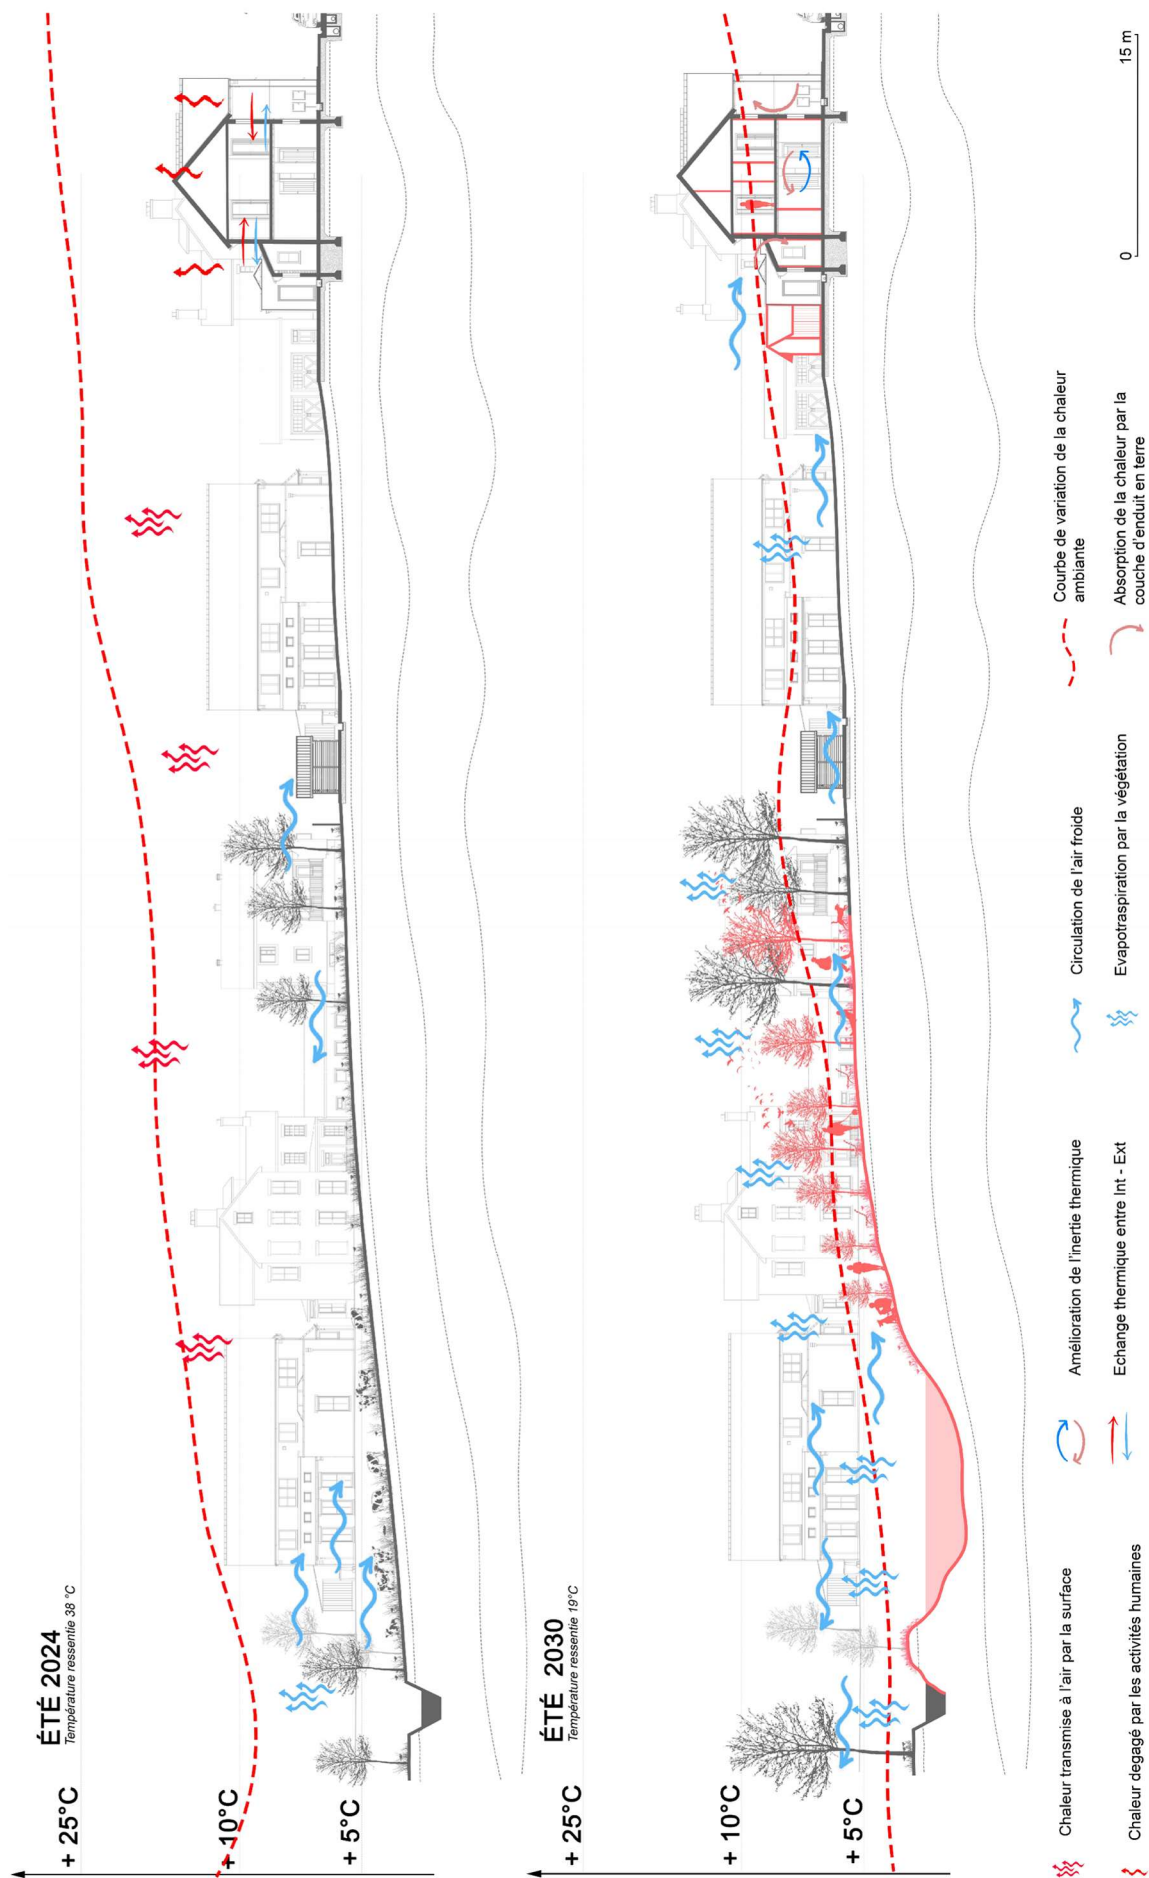 ÉTÉ 2024
Température ressentie 38 °C
+ 25°C
+ 10°C
+ 5°C
ÉTÉ 2030
Température ressentie 19°C
+ 25°C
+ 10°C
+ 5°C
Chaleur transmise à l'air par la surface
Amélioration de l'inertie thermique
Circulation de l'air froide
Courbe de variation de la chaleur
ambiante
0
15 m
Chaleur degagé par les activités humaines
Echange thermique entre Int - Ext
Evapotraspiration par la végétation
Absorption de la chaleur par la
couche d'enduit en terre